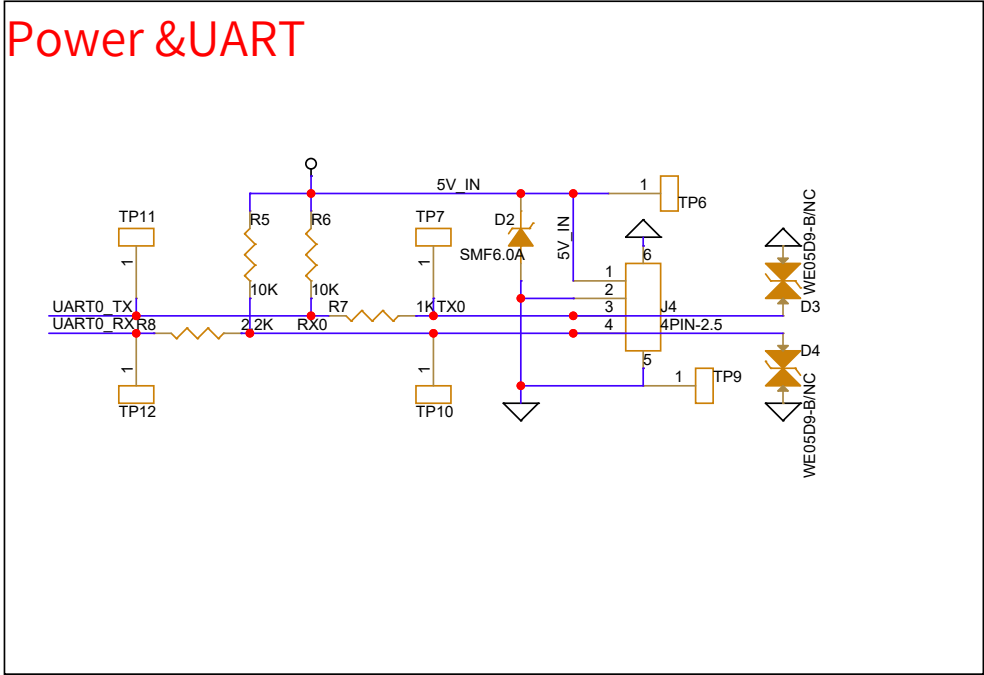 Power &UART
5V_IN
1
TP6
TP11
R5
R6
TP7
D2
5V_IN
WE05D9-B/NC
SMF6.0A
6
1
1
1
10K
10K
2
UART0_TX
R7
1K
TX0
3
J4
D3
UART0_RX
R8
2.2K
RX0
4
4PIN-2.5
D4
5
1
1
1
TP9
TP12
TP10
WE05D9-B/NC